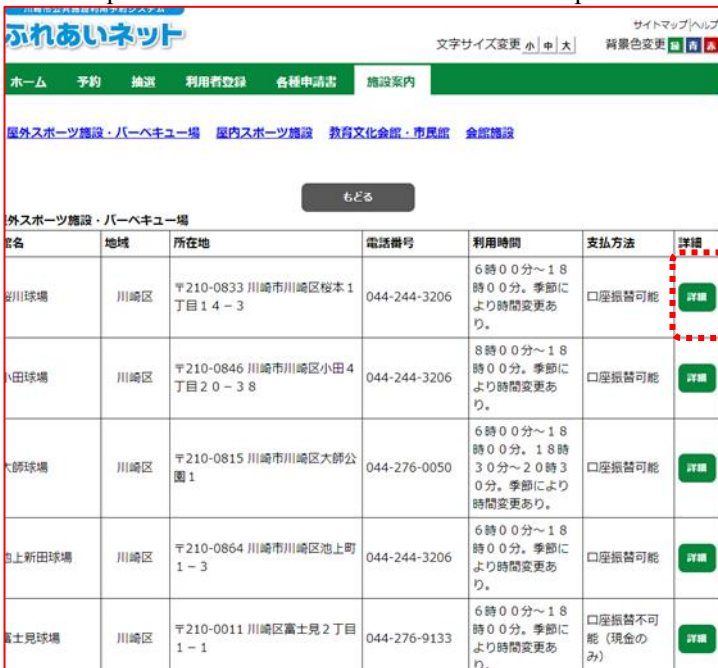 ふれあいネット
サイトマップ|ヘルプ
文字サイズ変更 小 中 大 背景色変更 緑 青 赤
ホーム 予約 抽選 利用者登録 各種申請書 施設案内
屋外スポーツ施設・バーベキュー場 屋内スポーツ施設 教育文化会館・市民館 会館施設
もどる
外スポーツ施設・バーベキュー場
名 地域 所在地 電話番号 利用時間 支払方法 詳細
川球場 川崎区 〒210-0833 川崎市川崎区桜本1 044-244-3206 6時00分~18 口座振替可能 詳細
丁目14-3
時00分。季節に
より時間変更あ
り。
田球場 川崎区 〒210-0846 川崎市川崎区小田4 044-244-3206 8時00分~18 口座振替可能 詳細
丁目20-38
時00分。季節に
より時間変更あ
り。
師球場 川崎区 〒210-0815 川崎市川崎区大師公 044-276-0050 6時00分~18 口座振替可能 詳細
園1
時00分。18時
30分~20時3
0分。季節により
時間変更あり。
上新田球場 川崎区 〒210-0864 川崎市川崎区池上町 044-244-3206 6時00分~18 口座振替可能 詳細
1-3
時00分。季節に
より時間変更あ
り。
士見球場 川崎区 〒210-0011 川崎区富士見2丁目 044-276-9133 6時00分~18 口座振替不可 詳細
1-1
時00分。季節に 能(現金の
より時間変更あ み)
り。